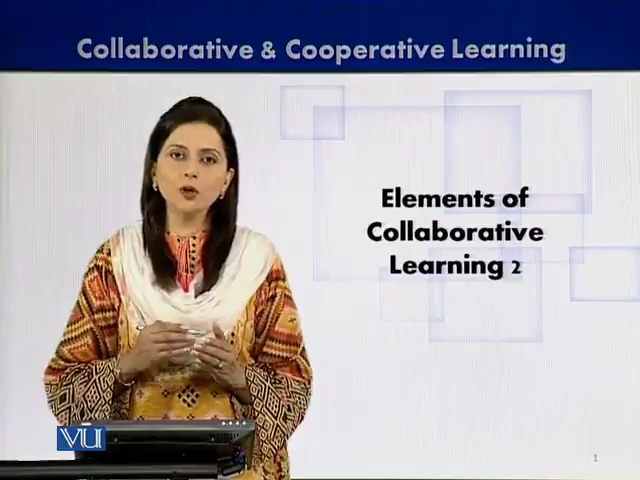 Collaborative & Cooperative Learning
Elements of
Collaborative
Learning 2
VU
1